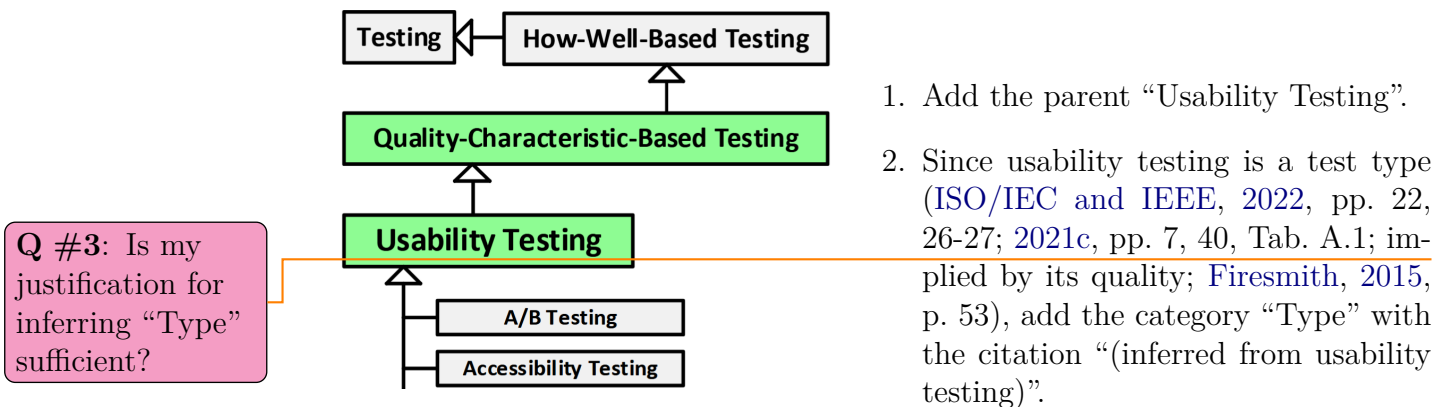 Testing
How-Well-Based Testing
Quality-Characteristic-Based Testing
Usability Testing
A/B Testing
Accessibility Testing
Q #3: Is my
justification for
inferring “Type”
sufficient?
1. Add the parent “Usability Testing”.
2. Since usability testing is a test type
(ISO/IEC and IEEE, 2022, pp. 22,
26-27; 2021c, pp. 7, 40, Tab. A.1; im-
plied by its quality; Firesmith, 2015,
p. 53), add the category “Type” with
the citation “(inferred from usability
testing)”.